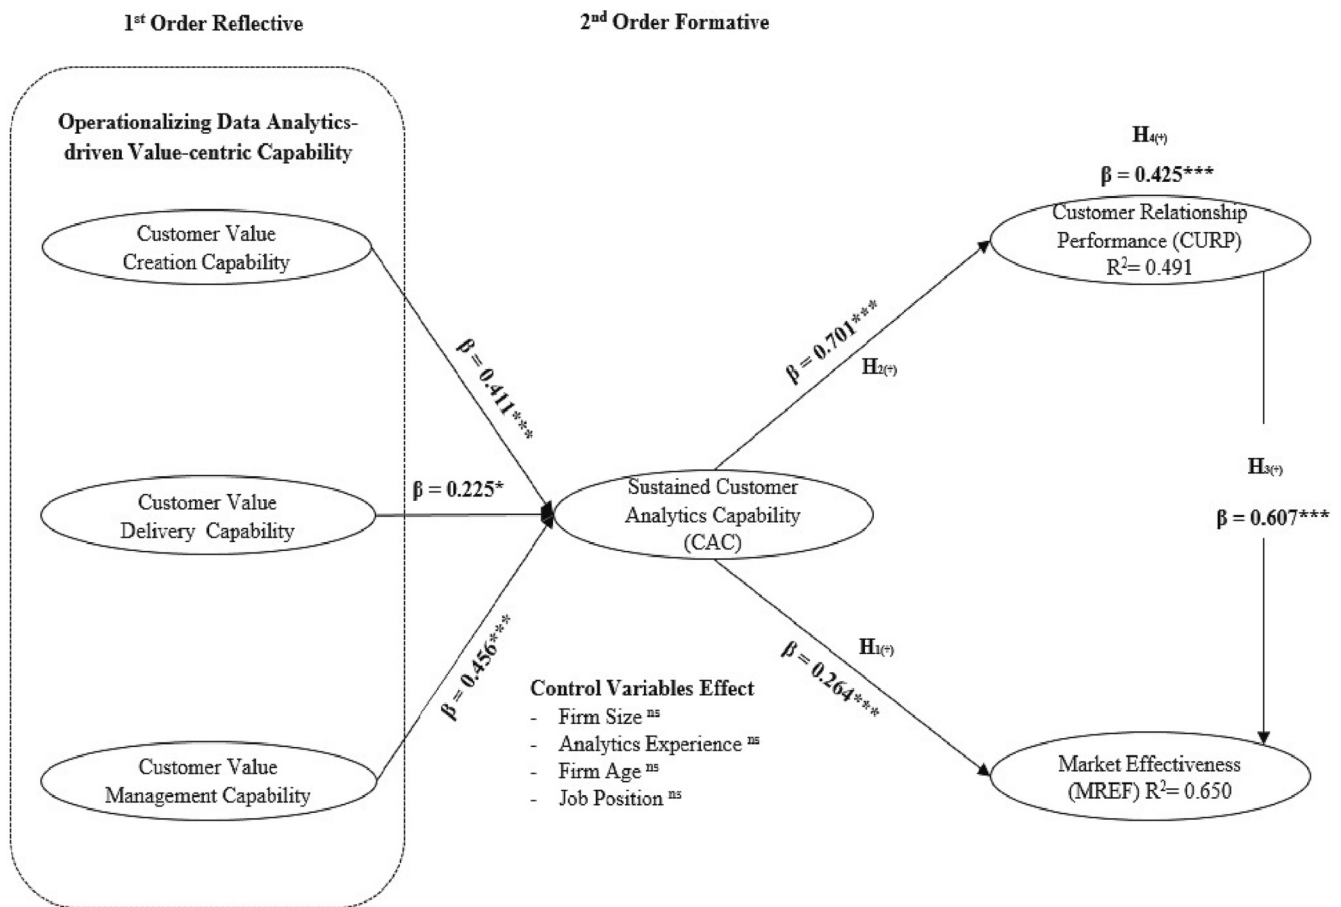 1st Order Reflective
2nd Order Formative
Operationalizing Data Analytics-
driven Value-centric Capability
Customer Value
Creation Capability
β = 0.411***
Customer Value
Delivery Capability
β = 0.225*
Customer Value
Management Capability
β = 0.456***
Sustained Customer
Analytics Capability
(CAC)
β = 0.701***
H2(+)
H4(+)
β = 0.425***
Customer Relationship
Performance (CURP)
R2= 0.491
H3(+)
β = 0.607***
H1(+)
β = 0.264***
Market Effectiveness
(MREF) R2= 0.650
Control Variables Effect
- Firm Size ns
- Analytics Experience ns
- Firm Age ns
- Job Position ns